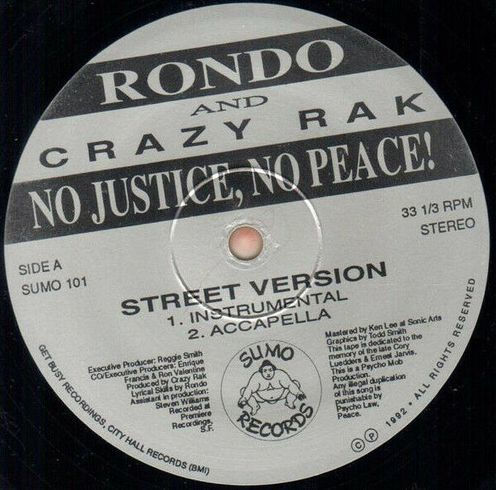 RONDO
AND
CRAZY RAK
NO JUSTICE, NO PEACE!
SIDE A
SUMO 101
33 1/3 RPM
STEREO
STREET VERSION
1. INSTRUMENTAL
2. ACCAPELLA
Executive Producer: Reggie Smith
CO/Executive Producers: Enrique
Francis & Pron Valentine
Produced by Crazy Rak
Lyrical Skills by Rondo
Assistant in production:
Steven Williams
Recorded at
Premiere
Recordings.
S.F.
SUMO
RECORDS
Mastered by Ken Lee at Sonic Arts
Graphics by Todd Smith
This tape is dedicated to the
memory of the late Cory
Luedders & Ernest Jarvis.
This is a Psycho Mob
Production.
Any illegal duplication
of this song is
punishable by
Psycho Law,
Peace.
GET BUSY RECORDINGS, CITY HALL RECORDS (BMI)
© ℗ 1992 • ALL RIGHTS RESERVED